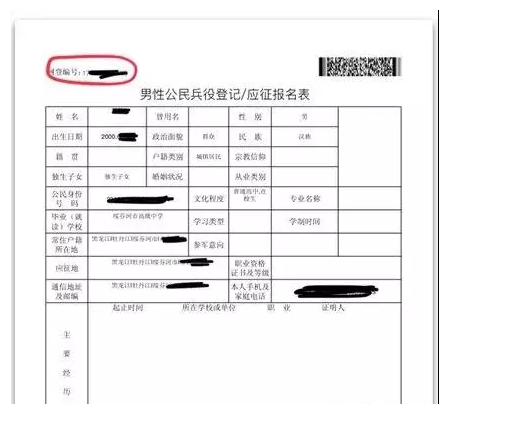 网登编号：17
男性公民兵役登记/应征报名表
姓 名 曾用名 性 别 男
出生日期 2000. 政治面貌 群众 民 族 汉族
籍 贯 户籍类别 城镇居民 宗教信仰
独生子女 独生子女 婚姻状况 从业类别
公民身份号 码 文化程度 普通高中,在校生 专业名称
毕业（就读）学校 绥芬河市高级中学 学习类型 学制时间
常住户籍所在地 黑龙江牡丹江绥芬河市 参军意向
应征地 黑龙江牡丹江绥芬河市 职业资格证书及等级
通信地址及邮编 黑龙江牡丹江绥芬 本人手机及家庭电话
起止时间 所在学校或单位 职 业 证明人
主
要
经
历